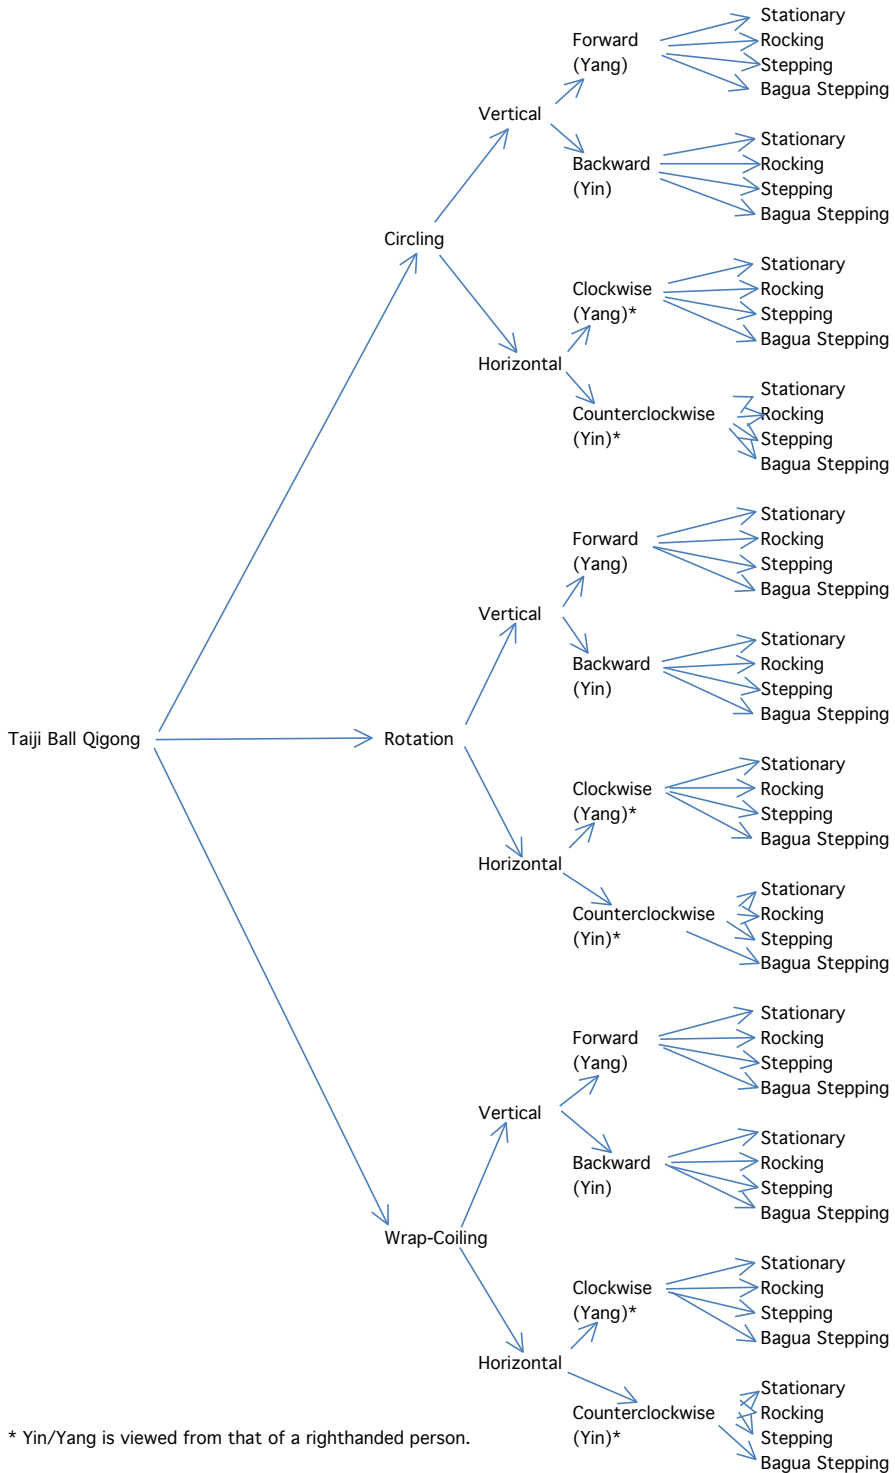 Stationary
Forward
Rocking
(Yang)
Stepping
Bagua Stepping
Vertical
Stationary
Backward
Rocking
(Yin)
Stepping
Bagua Stepping
Circling
Stationary
Clockwise
Rocking
(Yang)*
Stepping
Bagua Stepping
Horizontal
Stationary
Counterclockwise
Rocking
(Yin)*
Stepping
Bagua Stepping
Stationary
Forward
Rocking
(Yang)
Stepping
Bagua Stepping
Vertical
Stationary
Backward
Rocking
(Yin)
Stepping
Bagua Stepping
Taiji Ball Qigong
Rotation
Stationary
Clockwise
Rocking
(Yang)*
Stepping
Bagua Stepping
Horizontal
Stationary
Counterclockwise
Rocking
(Yin)*
Stepping
Bagua Stepping
Stationary
Forward
Rocking
(Yang)
Stepping
Bagua Stepping
Vertical
Stationary
Backward
Rocking
(Yin)
Stepping
Bagua Stepping
Wrap-Coiling
Stationary
Clockwise
Rocking
(Yang)*
Stepping
Bagua Stepping
Horizontal
Stationary
Counterclockwise
Rocking
(Yin)*
Stepping
Bagua Stepping
* Yin/Yang is viewed from that of a righthanded person.